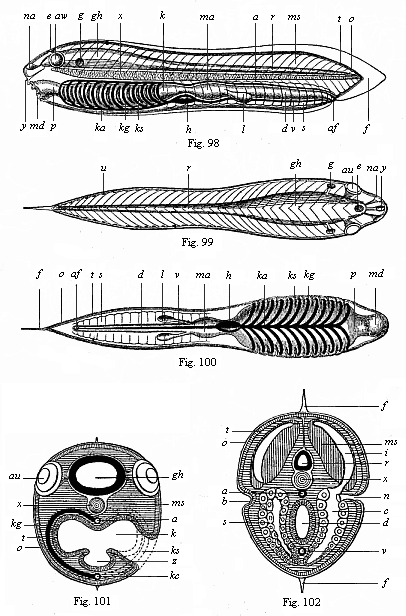 na e aw g gh x k ma a r ms t o
y md p ka kg ks h l d v s af f
Fig. 98
u r gh g au e na y
Fig. 99
f o af t s d l v ma h ka ks kg p md
Fig. 100
au gh
x ms
kg a
t k
o ks
z
kc
Fig. 101
f
t
o ms
i
r
x
a n
b c
s d
v
f
Fig. 102